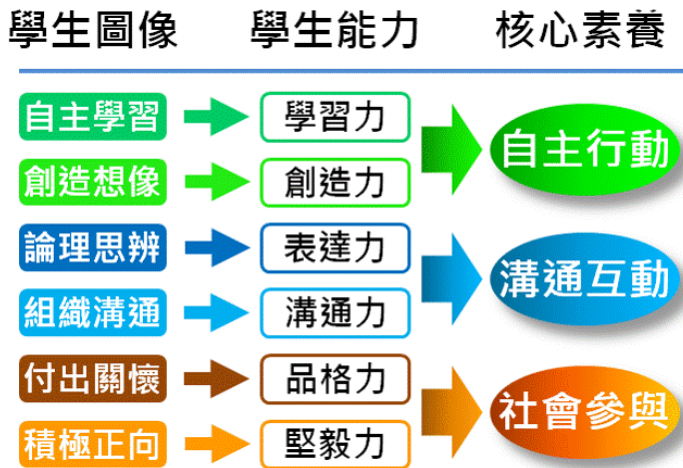 學生圖像 學生能力 核心素養
自主學習 學習力
創造想像 創造力
自主行動
論理思辨 表達力
組織溝通 溝通力
溝通互動
付出關懷 品格力
積極正向 堅毅力
社會參與